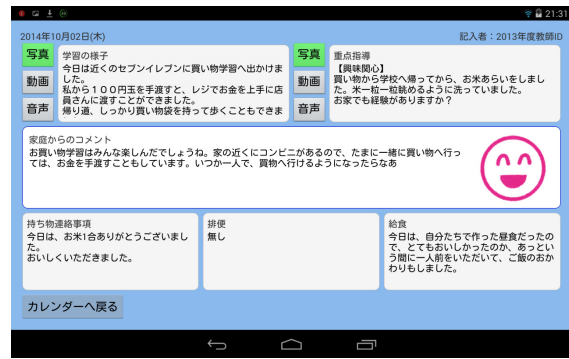 21:31
2014年10月02日(木)
記入者：2013年度教師ID
写真
動画
音声
学習の様子
今日は近くのセブンイレブンに買い物学習へ出かけま
した。
私から１００円玉を手渡すと、レジでお金を上手に店
員さんに渡すことができました。
帰り道、しっかり買い物袋を持って歩くこともできま
写真
動画
音声
重点指導
【興味関心】
買い物から学校へ帰ってから、お米あらいをしまし
た。米一粒一粒眺めるように洗っていました。
お家でも経験がありますか？
家庭からのコメント
お買い物学習はみんな楽しんだでしょうね。家の近くにコンビニがあるので、たまに一緒に買い物へ行っ
ては、お金を手渡すこともしています。いつか一人で、買物へ行けるようになったらな
あ
持ち物連絡事項
今日は、お米1合ありがとうございまし
た。
おいしくいただきました。
排便
無し
給食
今日は、自分たちで作った昼食だったの
で、とてもおいしかったのか、あっとい
う間に一人前をいただいて、ご飯のおか
わりもしました。
カレンダーへ戻る